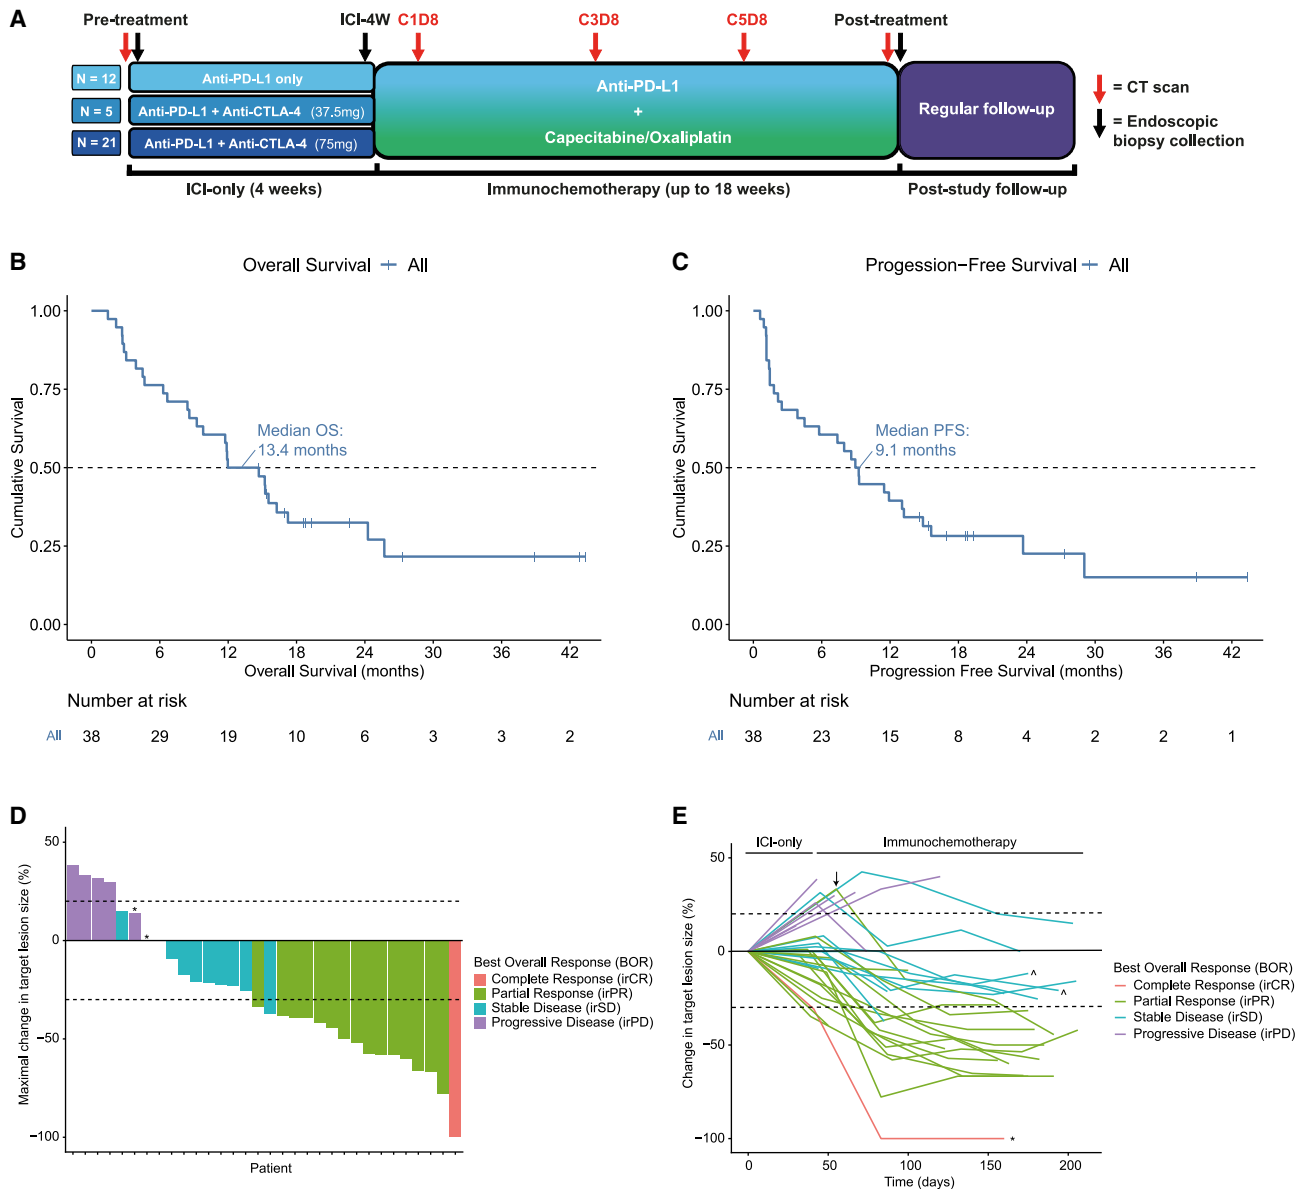 A
Pre-treatment
ICI-4W
C1D8
C3D8
C5D8
Post-treatment
N = 12
Anti-PD-L1 only
N = 5
Anti-PD-L1 + Anti-CTLA-4 (37.5mg)
N = 21
Anti-PD-L1 + Anti-CTLA-4 (75mg)
Anti-PD-L1
+
Capecitabine/Oxaliplatin
Regular follow-up
= CT scan
= Endoscopic
biopsy collection
ICI-only (4 weeks)
Immunochemotherapy (up to 18 weeks)
Post-study follow-up
B
Overall Survival All
Cumulative Survival
1.00
0.75
0.50
0.25
0.00
Median OS:
13.4 months
0 6 12 18 24 30 36 42
Overall Survival (months)
Number at risk
All 38 29 19 10 6 3 3 2
C
Progession-Free Survival All
Cumulative Survival
1.00
0.75
0.50
0.25
0.00
Median PFS:
9.1 months
0 6 12 18 24 30 36 42
Progression Free Survival (months)
Number at risk
All 38 23 15 8 4 2 2 1
D
Maximal change in target lesion size (%)
50
0
−50
−100
*
*
Patient
Best Overall Response (BOR)
Complete Response (irCR)
Partial Response (irPR)
Stable Disease (irSD)
Progressive Disease (irPD)
E
ICI-only
Immunochemotherapy
Change in target lesion size (%)
50
0
−50
−100
^
^
*
0 50 100 150 200
Time (days)
Best Overall Response (BOR)
Complete Response (irCR)
Partial Response (irPR)
Stable Disease (irSD)
Progressive Disease (irPD)